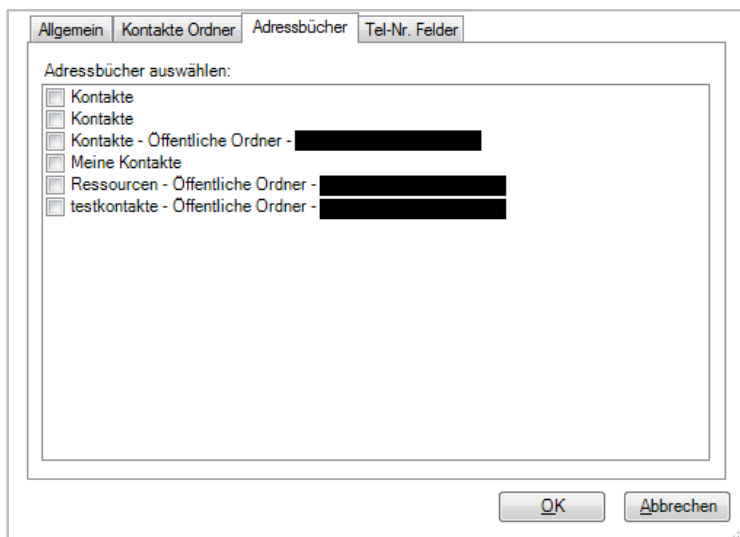 Allgemein Kontakte Ordner Adressbücher Tel-Nr. Felder
Adressbücher auswählen:
Kontakte
Kontakte
Kontakte - Öffentliche Ordner -
Meine Kontakte
Ressourcen - Öffentliche Ordner -
testkontakte - Öffentliche Ordner -
OK Abbrechen